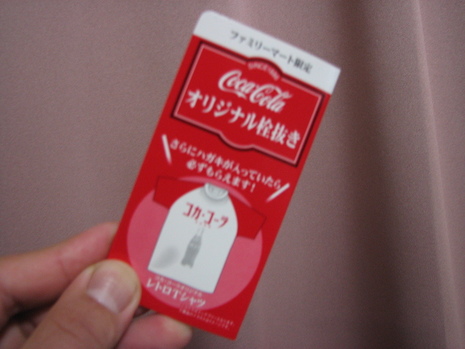 ファミリーマート限定
Coca-Cola
オリジナル栓抜き
さらにハガキが入っていたら
必ずもらえます!
コカ・コーラ
レトロTシャツ